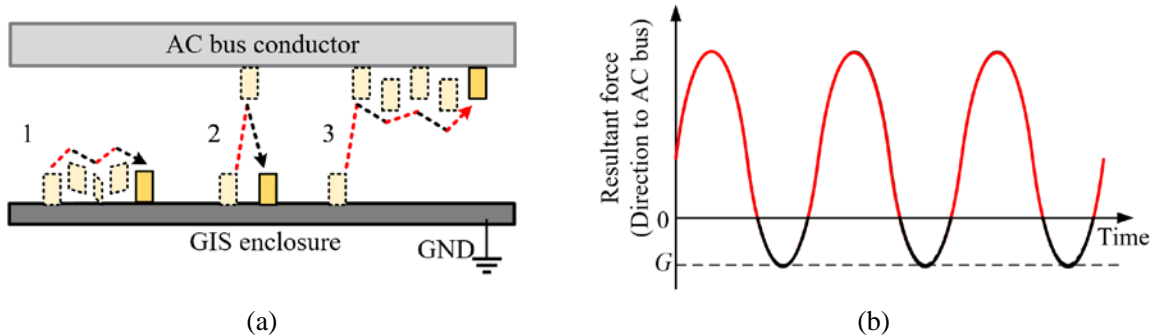 AC bus conductor
1
2
3
GIS enclosure
GND
(a)
Resultant force
(Direction to AC bus)
0
G
Time
(b)